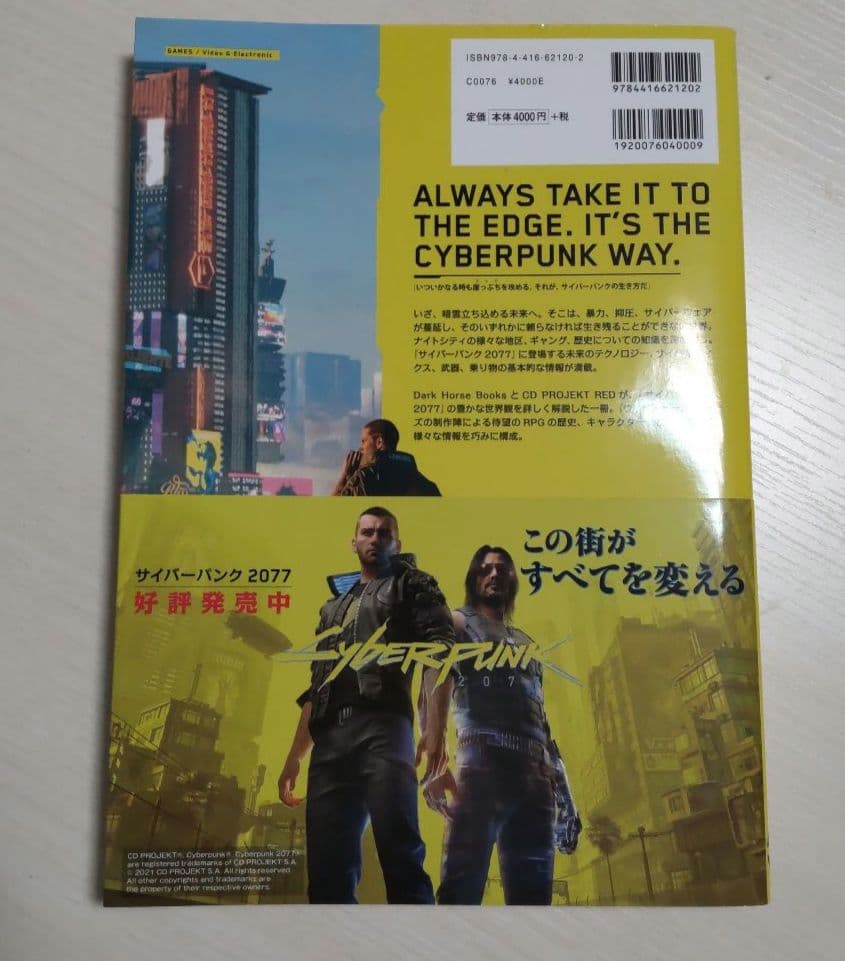 GAMES / Video & Electronic
ISBN978-4-416-62120-2
C0076 ¥4000E
定価 本体4000円 +税
9784416621202
1920076040009
ALWAYS TAKE IT TO
THE EDGE. IT'S THE
CYBERPUNK WAY.
(いついかなる時も崖っぷちを攻める。それが、サイバーパンクの生き方だ)
いざ、暗雲立ち込める未来へ。そこは、暴力、抑圧、サイバーウェア
が蔓延し、そのいずれかに頼らなければ生き残ることができない世界。
ナイトシティの様々な地区、ギャング、歴史についての知識を
『サイバーパンク 2077』に登場する未来のテクノロジー、
クス、武器、乗り物の基本的な情報が満載。
Dark Horse Books と CD PROJEKT RED が、
2077』の豊かな世界観を詳しく解説した一冊。
ズの制作陣による待望の RPG の歴史、キャラクター
様々な情報を巧みに構成。
この街が
すべてを変える
サイバーパンク 2077
好評発売中
CYBERPUNK
207
CD PROJEKT®, Cyberpunk®, Cyberpunk 2077®
are registered trademarks of CD PROJEKT S.A.
© 2021 CD PROJEKT S.A. All rights reserved.
All other copyrights and trademarks are
the property of their respective owners.